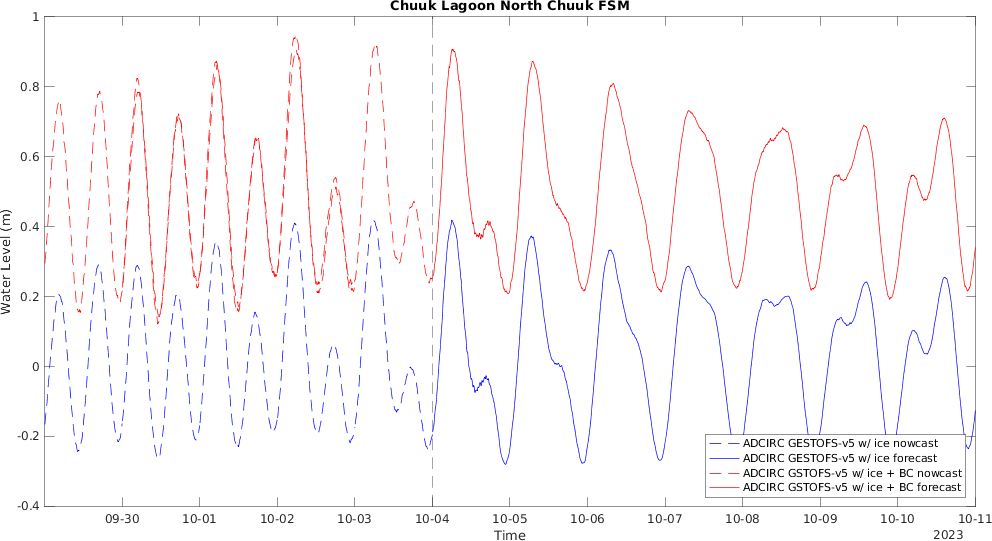 Chuuk Lagoon North Chuuk FSM
1
0.8
0.6
0.4
0.2
0
-0.2
-0.4
Water Level (m)
ADCIRC GESTOFS-v5 w/ ice nowcast
ADCIRC GESTOFS-v5 w/ ice forecast
ADCIRC GSTOFS-v5 w/ ice + BC nowcast
ADCIRC GSTOFS-v5 w/ ice + BC forecast
09-30 10-01 10-02 10-03 10-04 10-05 10-06 10-07 10-08 10-09 10-10 10-11
Time
2023